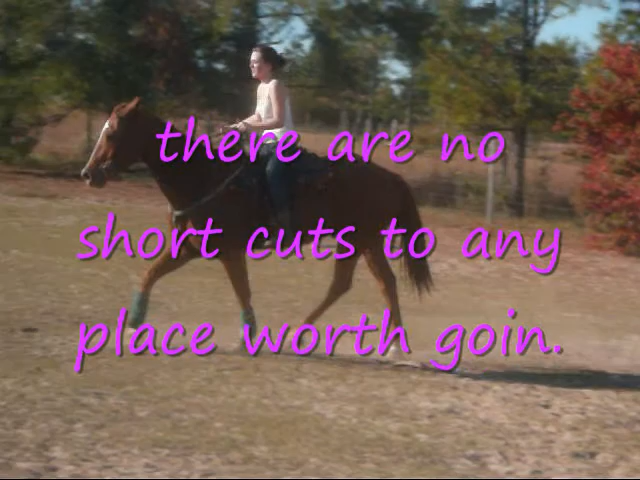 there are no
short cuts to any
place worth goin.